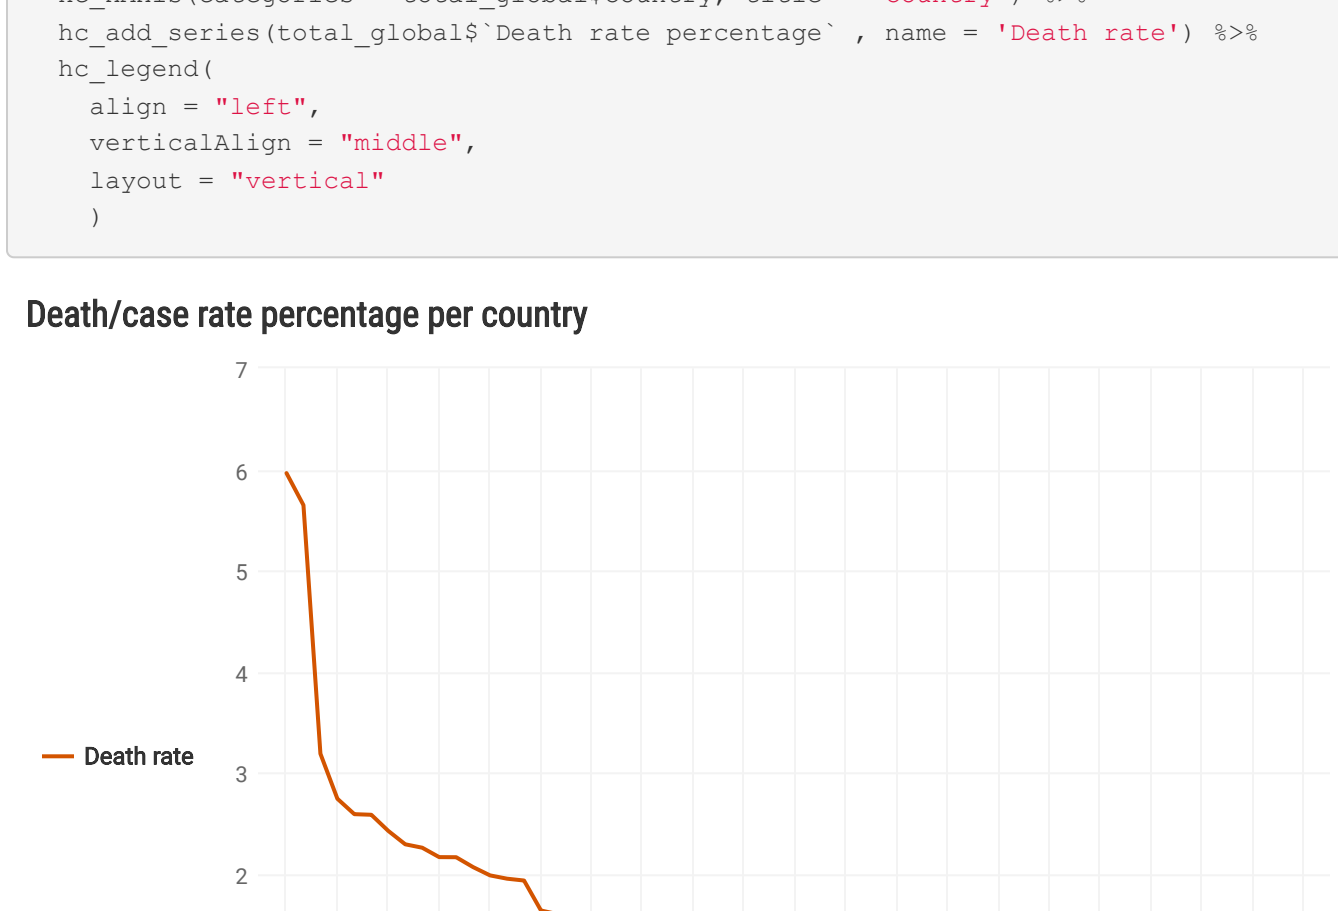 hc_add_series(total_global$`Death rate percentage` , name = 'Death rate') %>%
hc_legend(
align = "left",
verticalAlign = "middle",
layout = "vertical"
)
Death/case rate percentage per country
7
6
5
4
Death rate
3
2